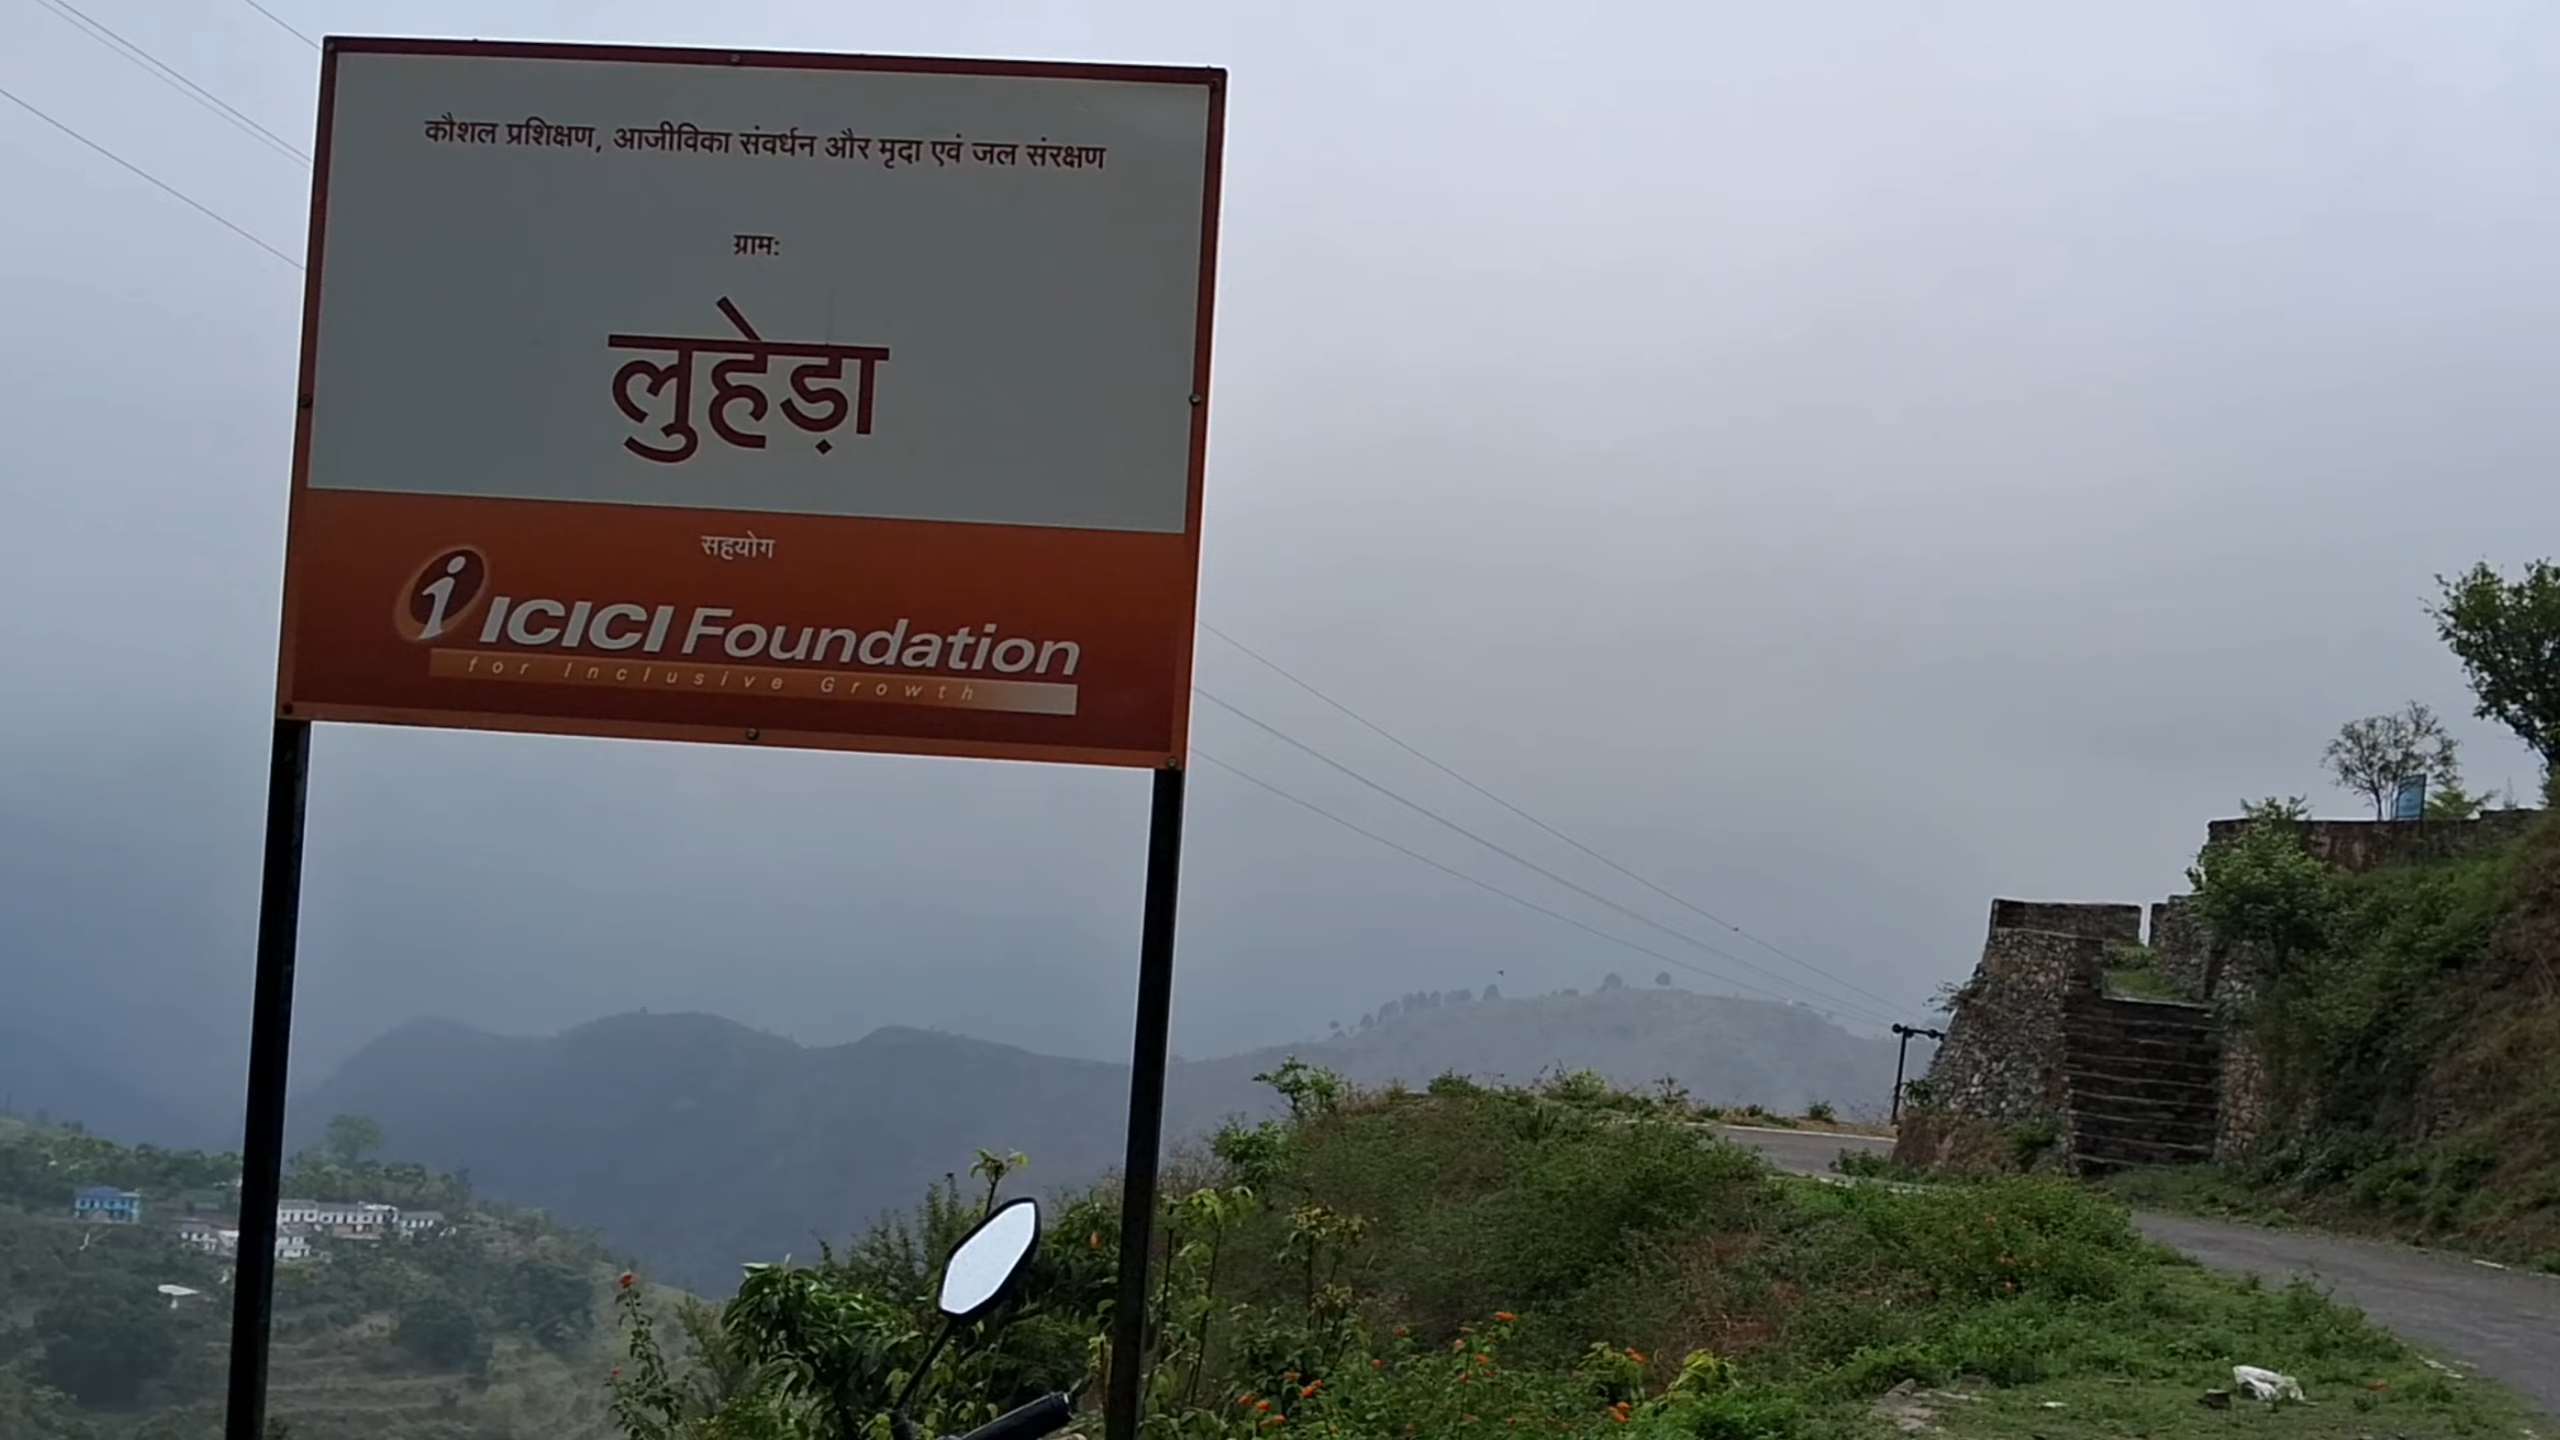 कौशल प्रशिक्षण, आजीविका संवर्धन और मृदा एवं जल संरक्षण
ग्राम:
लुहेड़ा
सहयोग
i ICICI Foundation
for Inclusive Growth